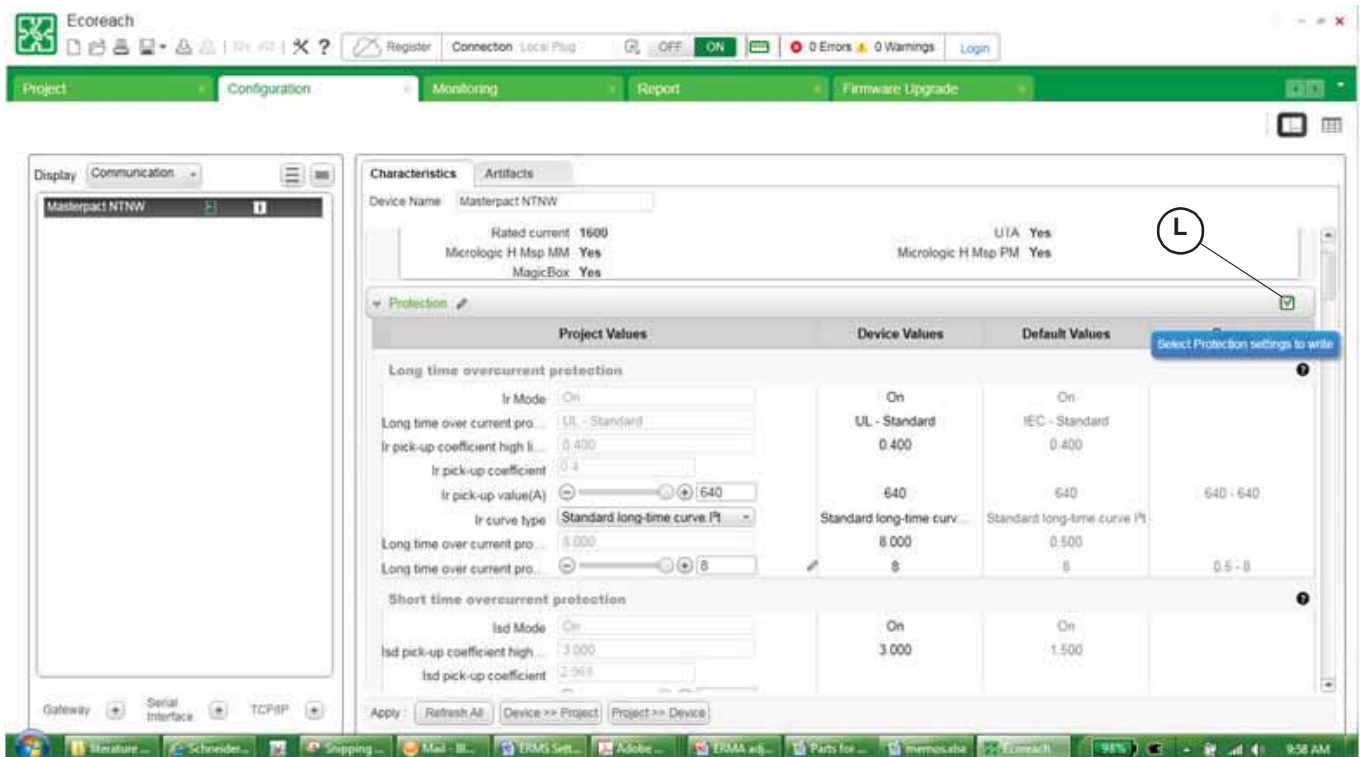 Ecoreach
Register Connection Local Plug OFF ON 0 Errors 0 Warnings Login
Project Configuration Monitoring Report Firmware Upgrade
Display Communication
Masterpact NTNW
Characteristics Artifacts
Device Name Masterpact NTNW
Rated current 1600 UTA Yes
Micrologic H Msp MM Yes Micrologic H Msp PM Yes
MagicBox Yes
L
Protection
Project Values Device Values Default Values
Select Protection settings to write
Long time overcurrent protection
Ir Mode On On On
Long time over current pro... UL - Standard UL - Standard IEC - Standard
Ir pick-up coefficient high li... 0.400 0.400 0.400
Ir pick-up coefficient 0.4
Ir pick-up value(A) 640 640 640 640 - 640
Ir curve type Standard long-time curve I²t Standard long-time curv... Standard long-time curve I²t
Long time over current pro... 8.000 8.000 0.500
Long time over current pro... 8 8 8 0.5 - 8
Short time overcurrent protection
Isd Mode On On On
Isd pick-up coefficient high ... 3.000 3.000 1.500
Isd pick-up coefficient 2.968
Gateway Serial Interface TCP/IP
Apply : Refresh All Device >> Project Project >> Device
literature ... Schneider... Snipping ... Mail - Bl... ERMS Sett... Adobe ... ERMA adj... Parts for ... memos.aha Ecoreach 98% 9:58 AM